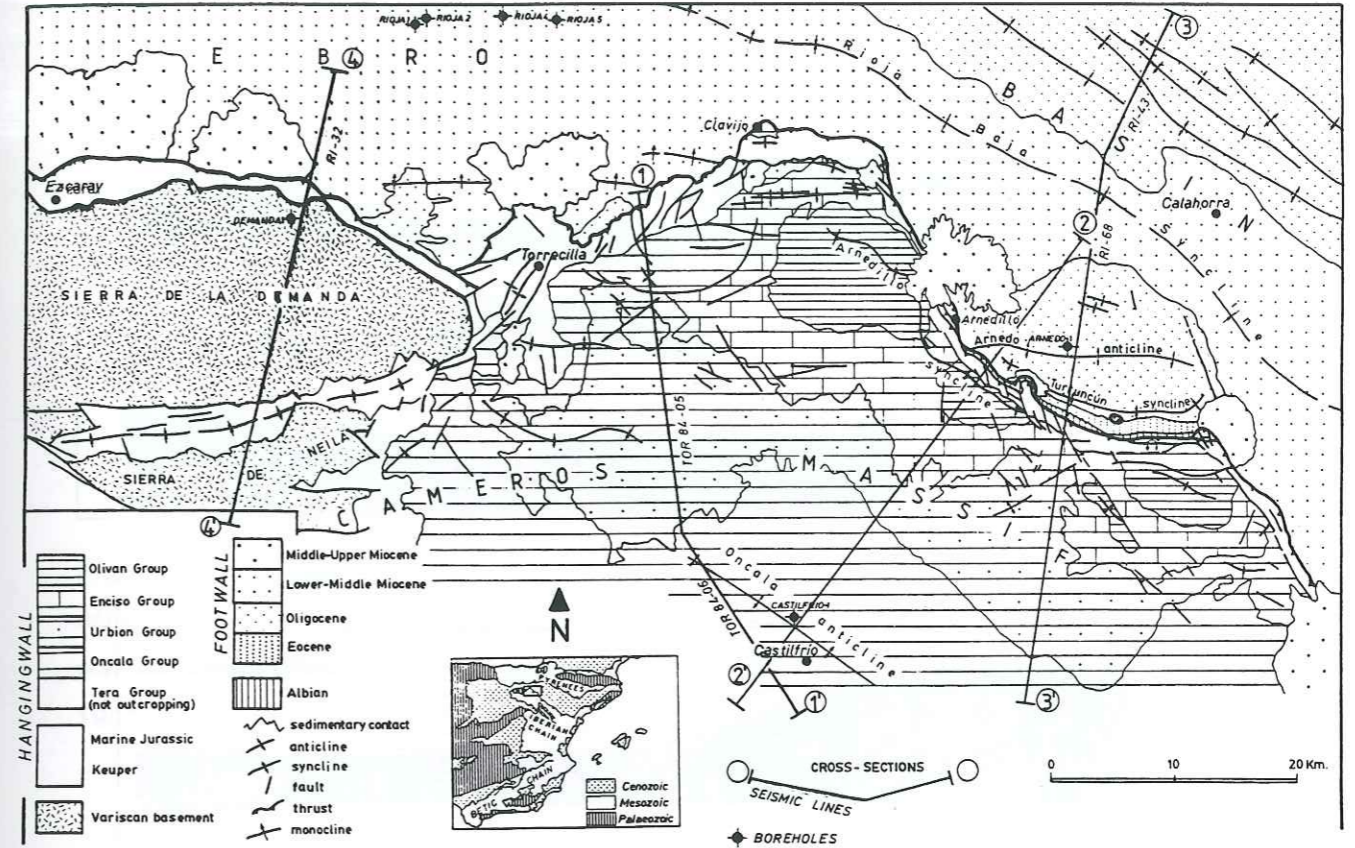 RIOJA 1
RIOJA 2
RIOJA 4
RIOJA 5
E B R O
B A S I N
④
③
RI-32
RI-43
Rioja Baja Syncline
Clavijo
①
Ezcaray
DEMANDA1
Calahorra
②
RI-68
Torrecilla
Arnedillo
syncline
Arnedillo
SIERRA DE LA DEMANDA
Arnedo
ARNEDO-1
anticline
Turruncún
syncline
TOR 84-05
SIERRA DE NEILA
CAMEROS MASSIF
4'
Oncala
anticline
TOR 84-06
CASTILFRIO-1
Castilfrio
2'
1'
3'
HANGINGWALL
Olivan Group
Enciso Group
Urbion Group
Oncala Group
Tera Group
(not outcropping)
Marine Jurassic
Keuper
Variscan basement
FOOTWALL
Middle-Upper Miocene
Lower-Middle Miocene
Oligocene
Eocene
Albian
sedimentary contact
anticline
syncline
fault
thrust
monocline
N
PYRENEES
IBERIAN
CHAIN
BETIC CHAIN
Cenozoic
Mesozoic
Palaeozoic
CROSS-SECTIONS
SEISMIC LINES
BOREHOLES
0 10 20 Km.